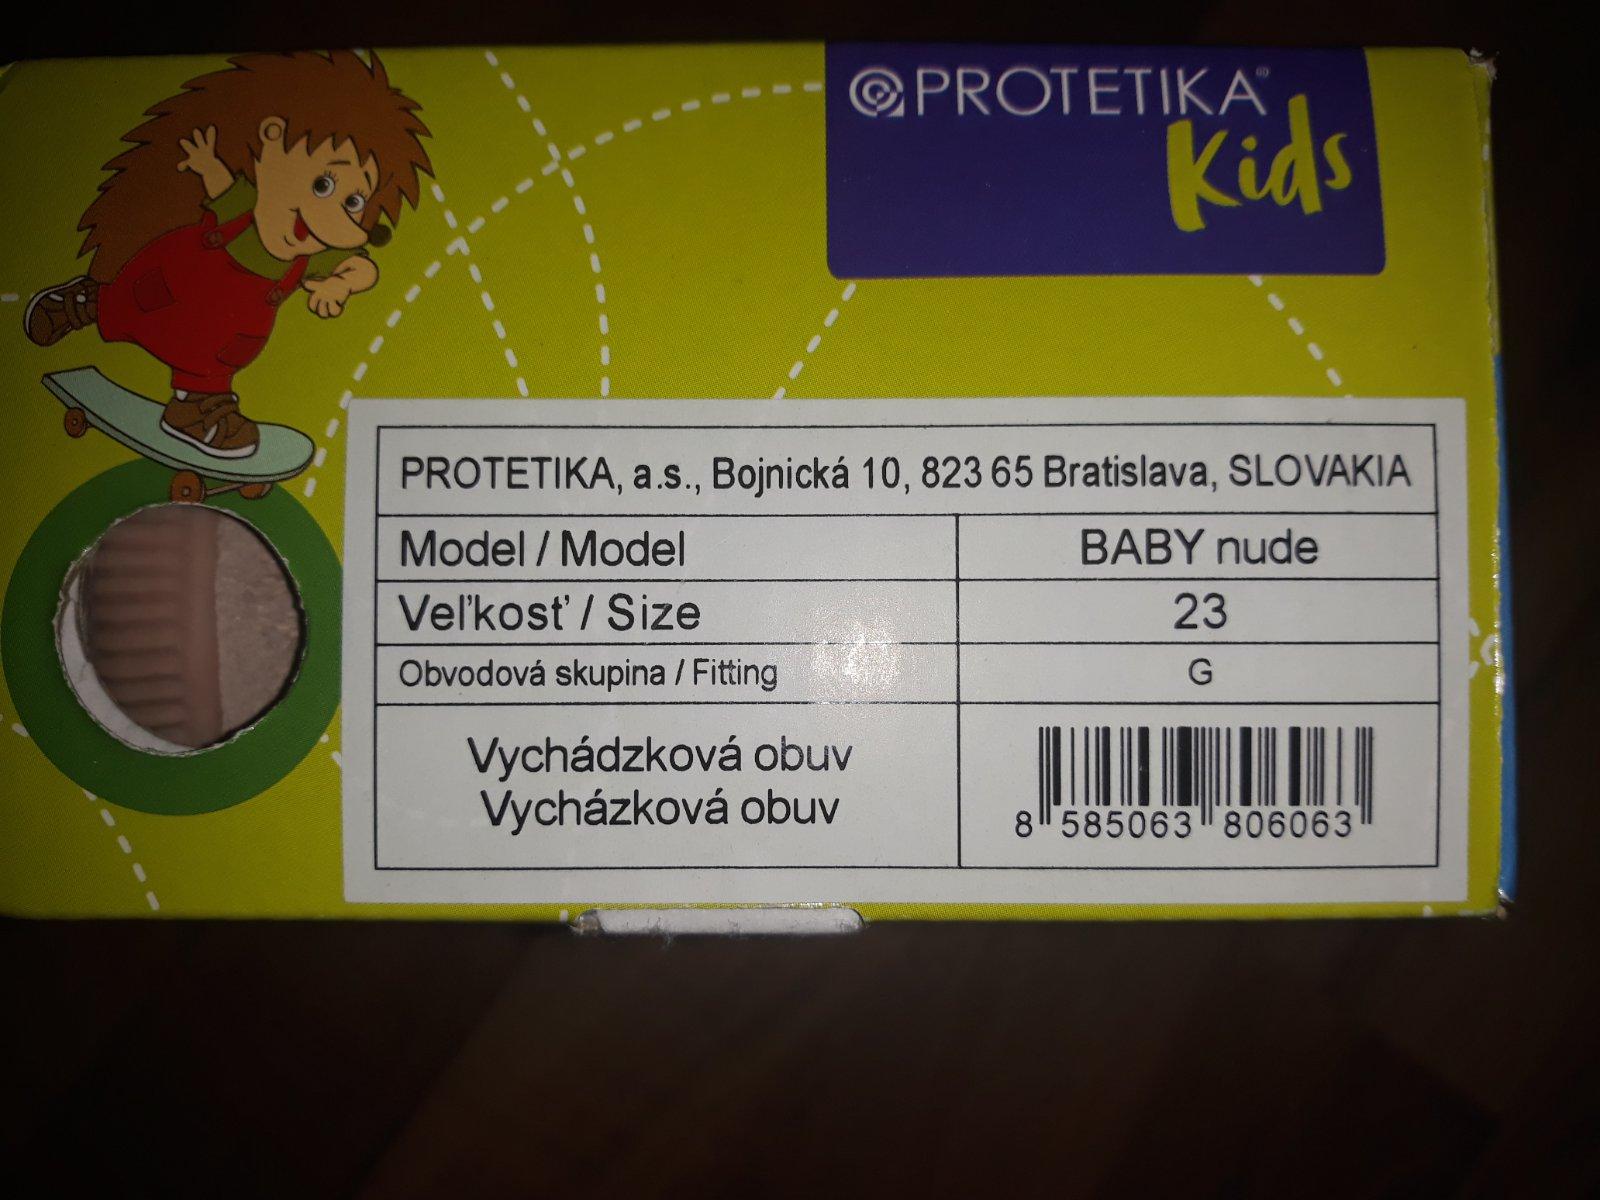 PROTETIKA®
Kids
PROTETIKA, a.s., Bojnická 10, 823 65 Bratislava, SLOVAKIA
Model / Model BABY nude
Veľkosť / Size 23
Obvodová skupina / Fitting G
Vychádzková obuv
Vycházková obuv
8 585063 806063